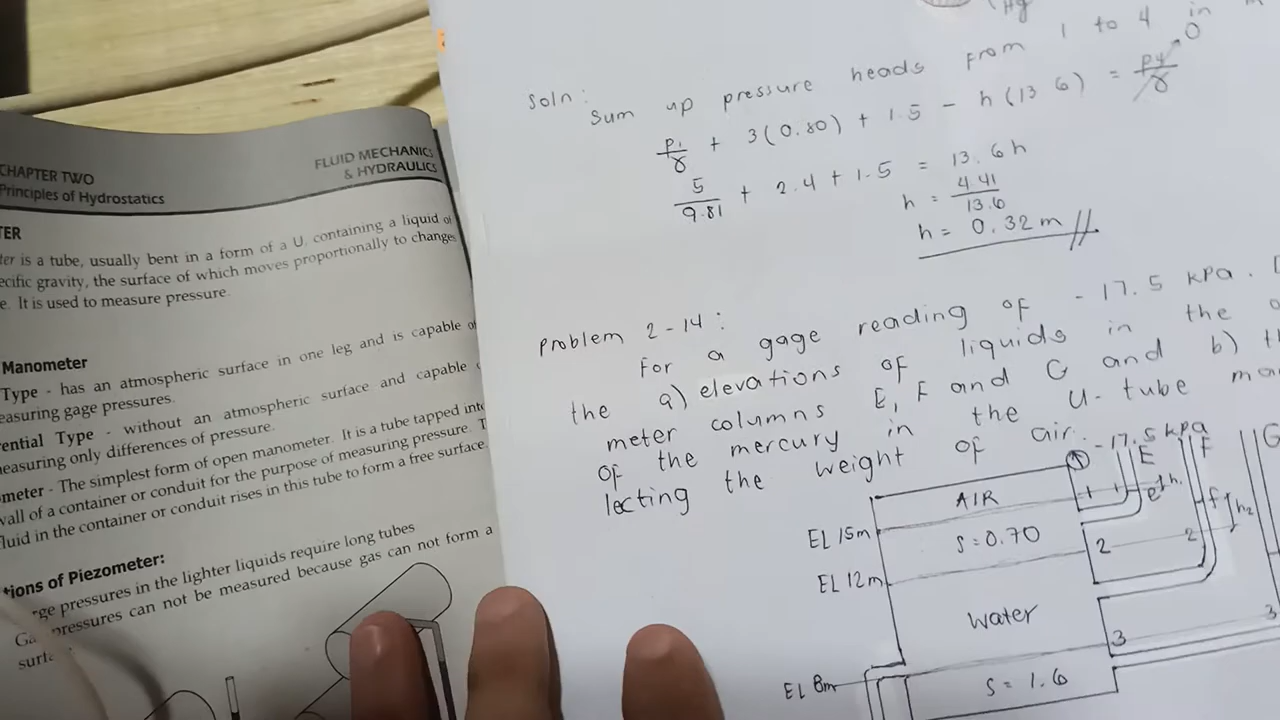 CHAPTER TWO
Principles of Hydrostatics
FLUID MECHANICS
& HYDRAULICS
is a tube, usually bent in a form of a U, containing a liquid of
gravity, the surface of which moves proportionally to changes
It is used to measure pressure.
Manometer
Type - has an atmospheric surface in one leg and is capable of
gage pressures.
Type - without an atmospheric surface and capable
only differences of pressure.
- The simplest form of open manometer. It is a tube tapped into
wall of a container or conduit for the purpose of measuring pressure.
fluid in the container or conduit rises in this tube to form a free surface.
of Piezometer:
pressures in the lighter liquids require long tubes
pressures can not be measured because gas can not form a
Hg
Soln:
Sum up pressure heads from 1 to 4 in
P1/γ + 3(0.80) + 1.5 - h(13 6) = P4/γ 0
5/9.81 + 2.4 + 1.5 = 13.6h
h = 4.41/13.6
h = 0.32 m //
problem 2-14:
For a gage reading of -17.5 kpa.
the a) elevations of liquids in the
meter columns E, F and G and b)
of the mercury in the U-tube
lecting the weight of air.
-17.5 kpa
E
F
G
AIR
e
h1
f
h2
EL 15m
S=0.70
2
2
EL 12m
Water
3
3
EL 8m
S= 1.6